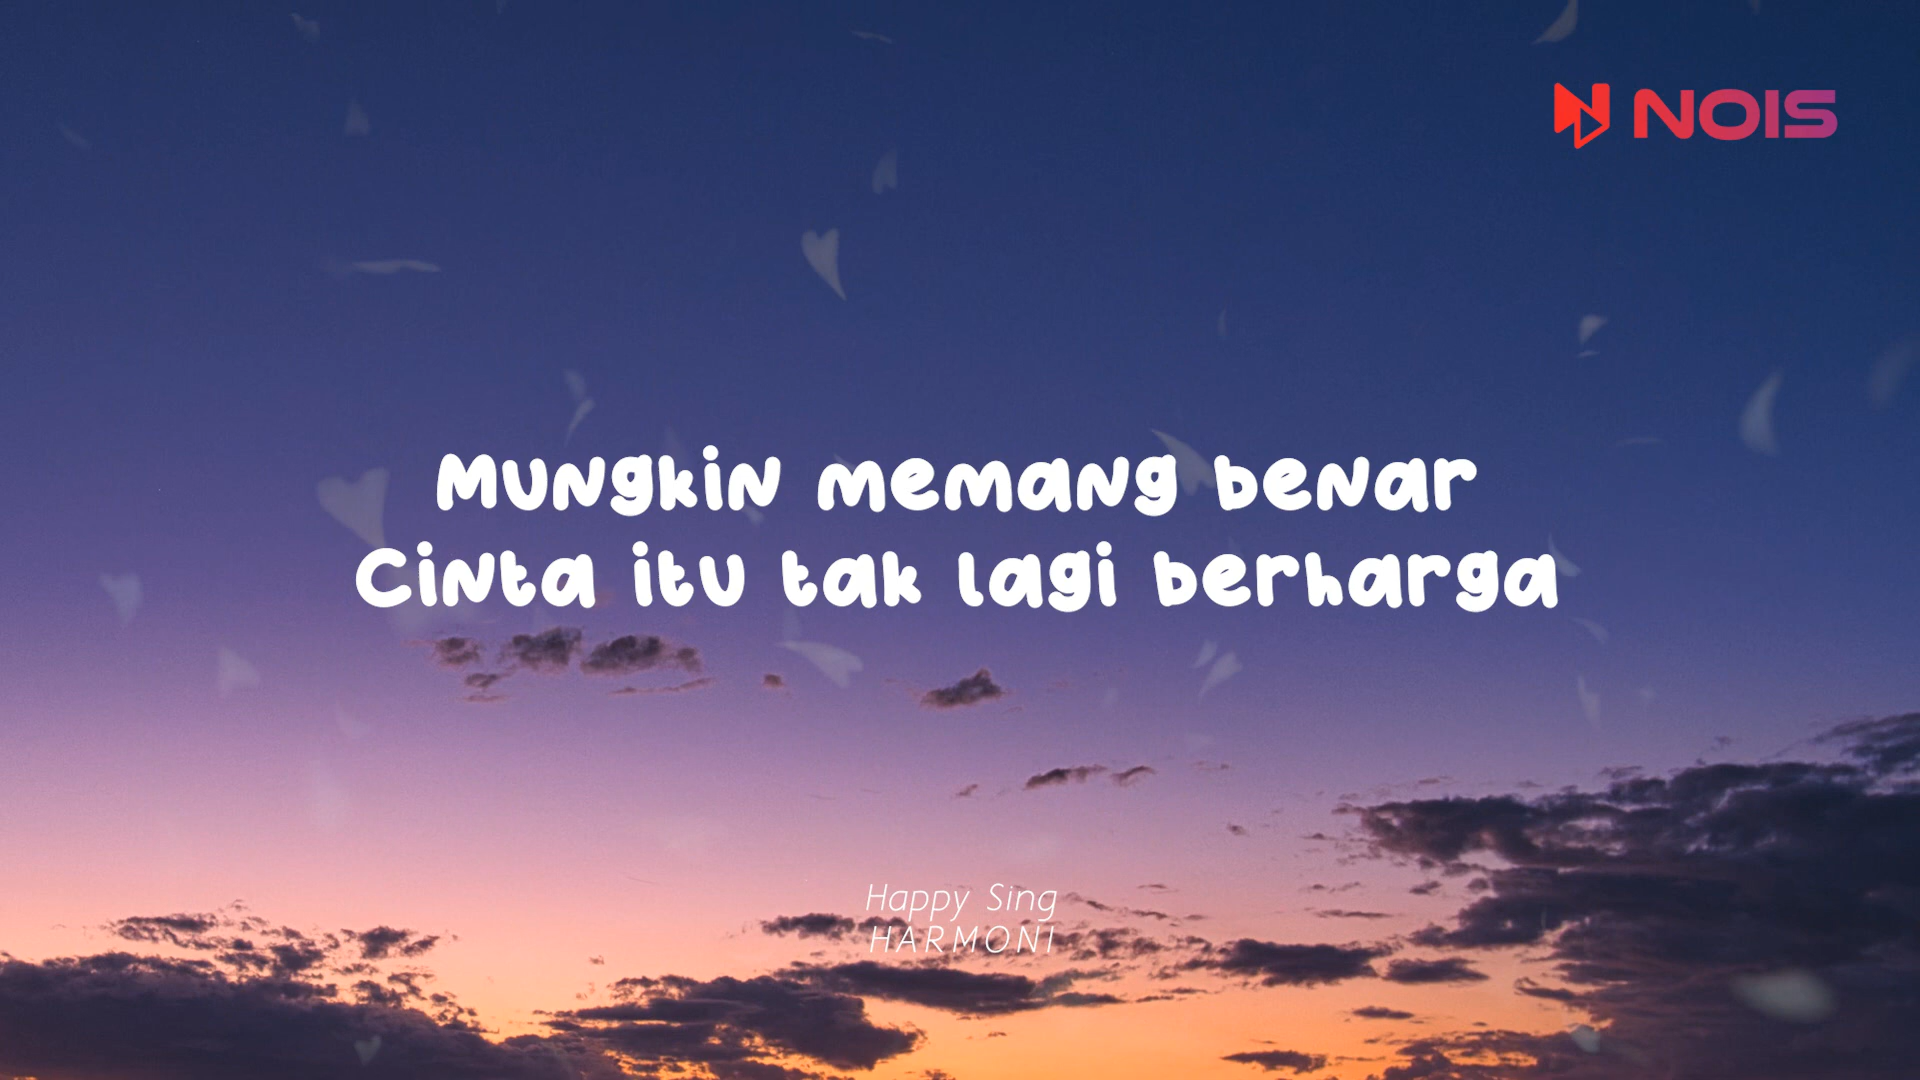 NOIS
Mungkin memang benar
Cinta itu tak lagi berharga
Happy Sing
HARMONI